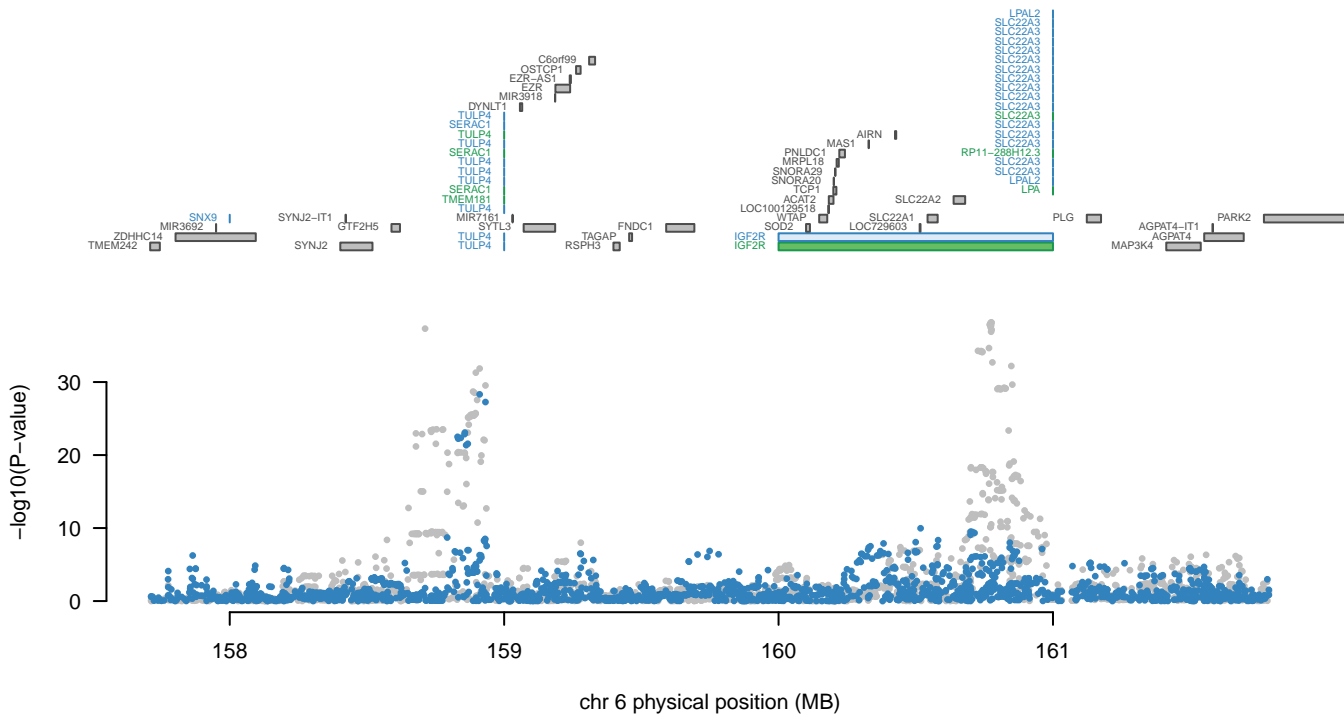 LPAL2
SLC22A3
SLC22A3
SLC22A3
SLC22A3
SLC22A3
C6orf99 SLC22A3
OSTCP1 SLC22A3
EZR−AS1 SLC22A3
EZR SLC22A3
MIR3918 SLC22A3
DYNLT1 SLC22A3
TULP4 SLC22A3
SERAC1 SLC22A3
TULP4 AIRN SLC22A3
TULP4 MAS1 SLC22A3
SERAC1 PNLDC1 RP11−288H12.3
TULP4 MRPL18 SLC22A3
TULP4 SNORA29 SLC22A3
TULP4 SNORA20 LPAL2
SERAC1 TCP1 LPA
TMEM181 ACAT2 SLC22A2
TULP4 LOC100129518
SNX9 SYNJ2−IT1 MIR7161 WTAP SLC22A1 PLG PARK2
MIR3692 GTF2H5 SYTL3 FNDC1 SOD2 LOC729603 AGPAT4−IT1
ZDHHC14 TULP4 TAGAP IGF2R AGPAT4
TMEM242 SYNJ2 TULP4 RSPH3 IGF2R MAP3K4
−log10(P−value)
30
20
10
0
158 159 160 161
chr 6 physical position (MB)